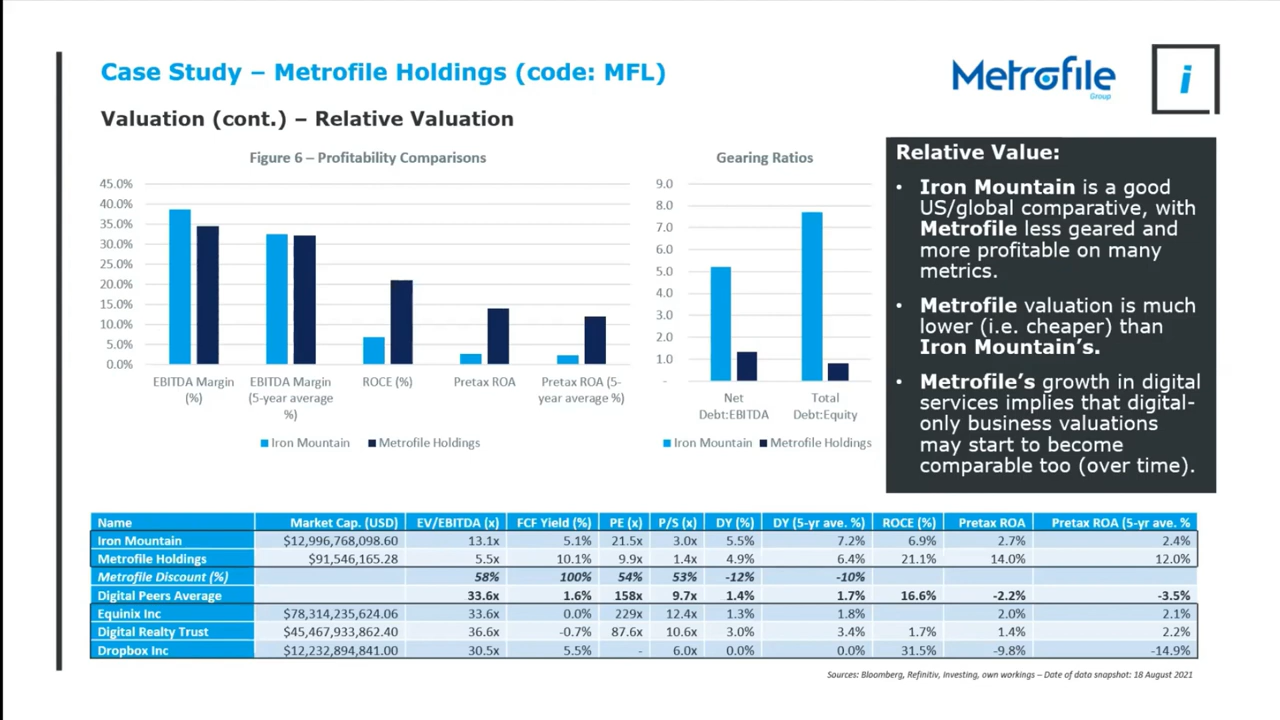 Case Study – Metrofile Holdings (code: MFL)
Metrofile
Group
i
Valuation (cont.) – Relative Valuation
Figure 6 – Profitability Comparisons
45.0%
40.0%
35.0%
30.0%
25.0%
20.0%
15.0%
10.0%
5.0%
0.0%
EBITDA Margin
(%)
EBITDA Margin
(5-year average
%)
ROCE (%)
Pretax ROA
Pretax ROA (5-
year average %)
Iron Mountain Metrofile Holdings
Gearing Ratios
9.0
8.0
7.0
6.0
5.0
4.0
3.0
2.0
1.0
-
Net
Debt:EBITDA
Total
Debt:Equity
Iron Mountain Metrofile Holdings
Relative Value:
• Iron Mountain is a good
US/global comparative, with
Metrofile less geared and
more profitable on many
metrics.
• Metrofile valuation is much
lower (i.e. cheaper) than
Iron Mountain's.
• Metrofile's growth in digital
services implies that digital-
only business valuations
may start to become
comparable too (over time).
Name Market Cap. (USD) EV/EBITDA (x) FCF Yield (%) PE (x) P/S (x) DY (%) DY (5-yr ave. %) ROCE (%) Pretax ROA Pretax ROA (5-yr ave. %
Iron Mountain $12,996,768,098.60 13.1x 5.1% 21.5x 3.0x 5.5% 7.2% 6.9% 2.7% 2.4%
Metrofile Holdings $91,546,165.28 5.5x 10.1% 9.9x 1.4x 4.9% 6.4% 21.1% 14.0% 12.0%
Metrofile Discount (%) 58% 100% 54% 53% -12% -10%
Digital Peers Average 33.6x 1.6% 158x 9.7x 1.4% 1.7% 16.6% -2.2% -3.5%
Equinix Inc $78,314,235,624.06 33.6x 0.0% 229x 12.4x 1.3% 1.8% 2.0% 2.1%
Digital Realty Trust $45,467,933,862.40 36.6x -0.7% 87.6x 10.6x 3.0% 3.4% 1.7% 1.4% 2.2%
Dropbox Inc $12,232,894,841.00 30.5x 5.5% - 6.0x 0.0% 0.0% 31.5% -9.8% -14.9%
Sources: Bloomberg, Refinitiv, Investing, own workings – Date of data snapshot: 18 August 2021